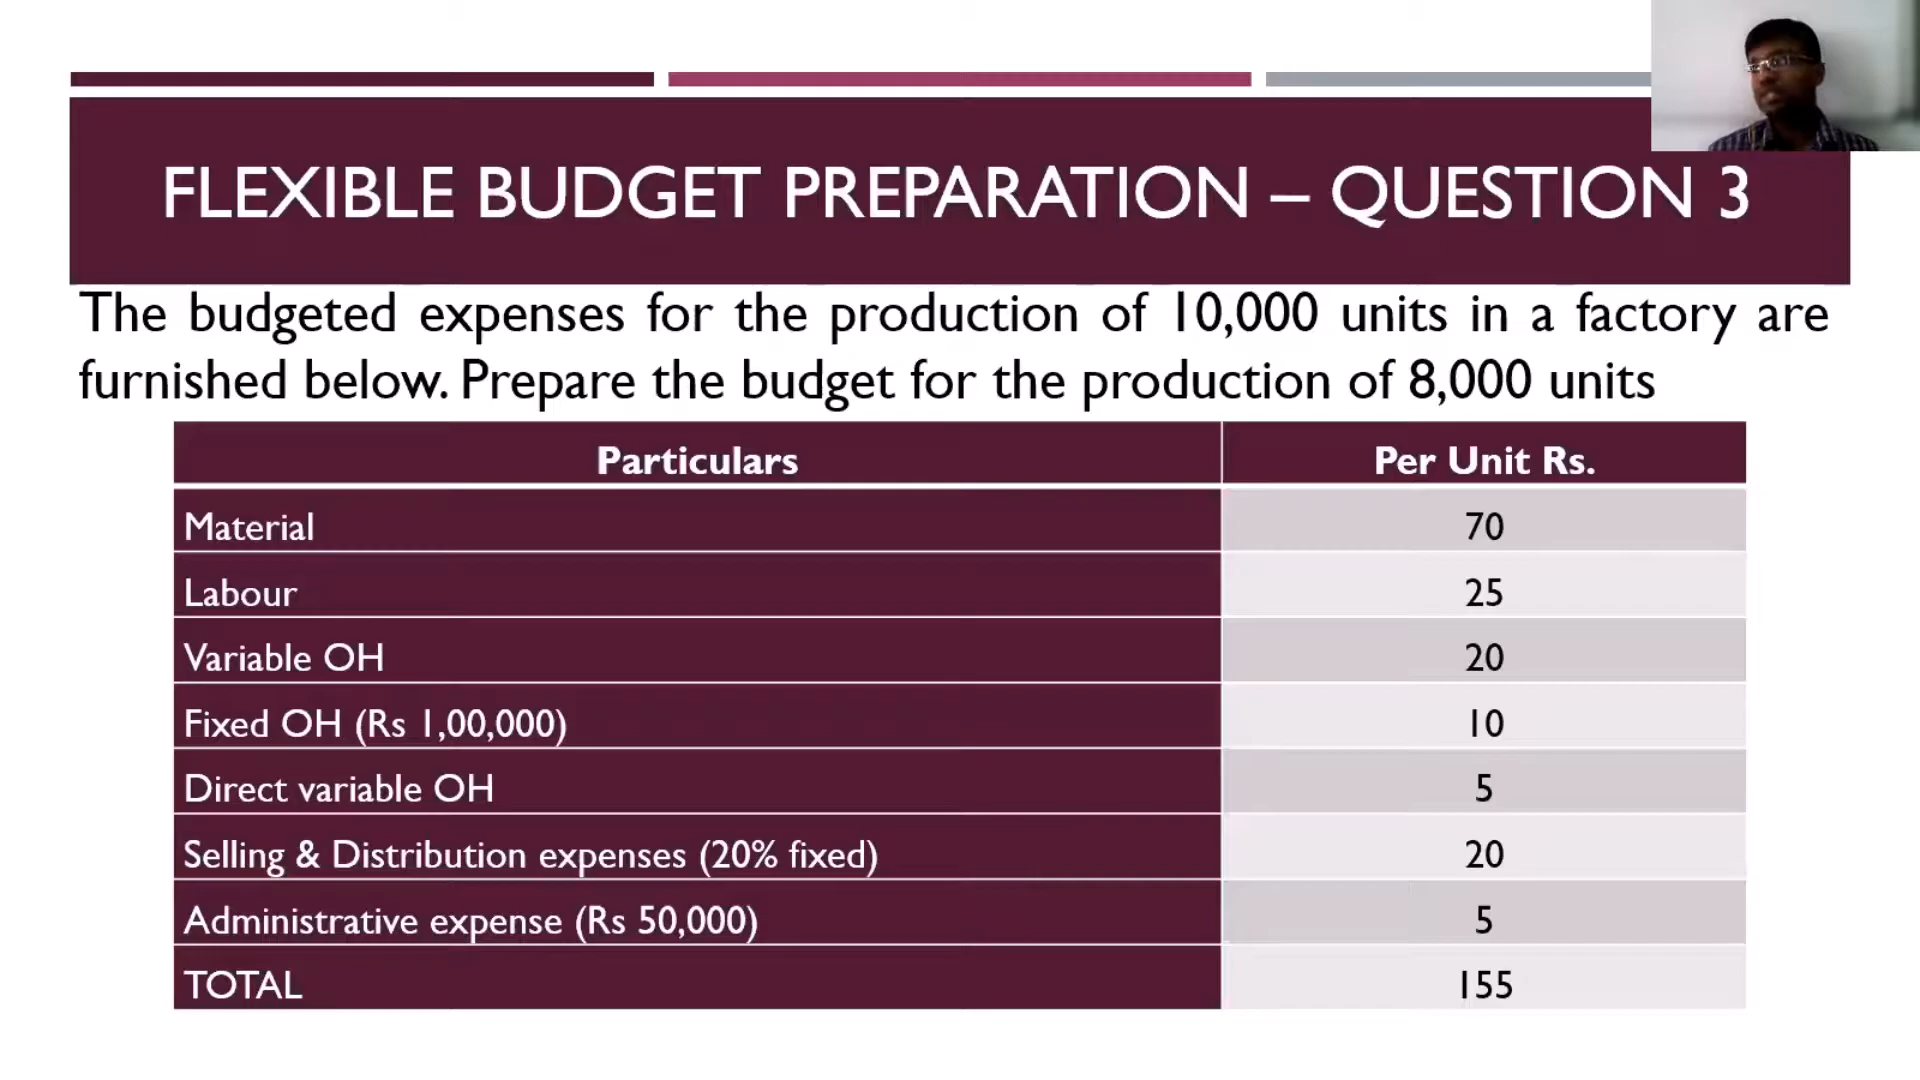 FLEXIBLE BUDGET PREPARATION – QUESTION 3
The budgeted expenses for the production of 10,000 units in a factory are
furnished below. Prepare the budget for the production of 8,000 units
Particulars Per Unit Rs.
Material 70
Labour 25
Variable OH 20
Fixed OH (Rs 1,00,000) 10
Direct variable OH 5
Selling & Distribution expenses (20% fixed) 20
Administrative expense (Rs 50,000) 5
TOTAL 155